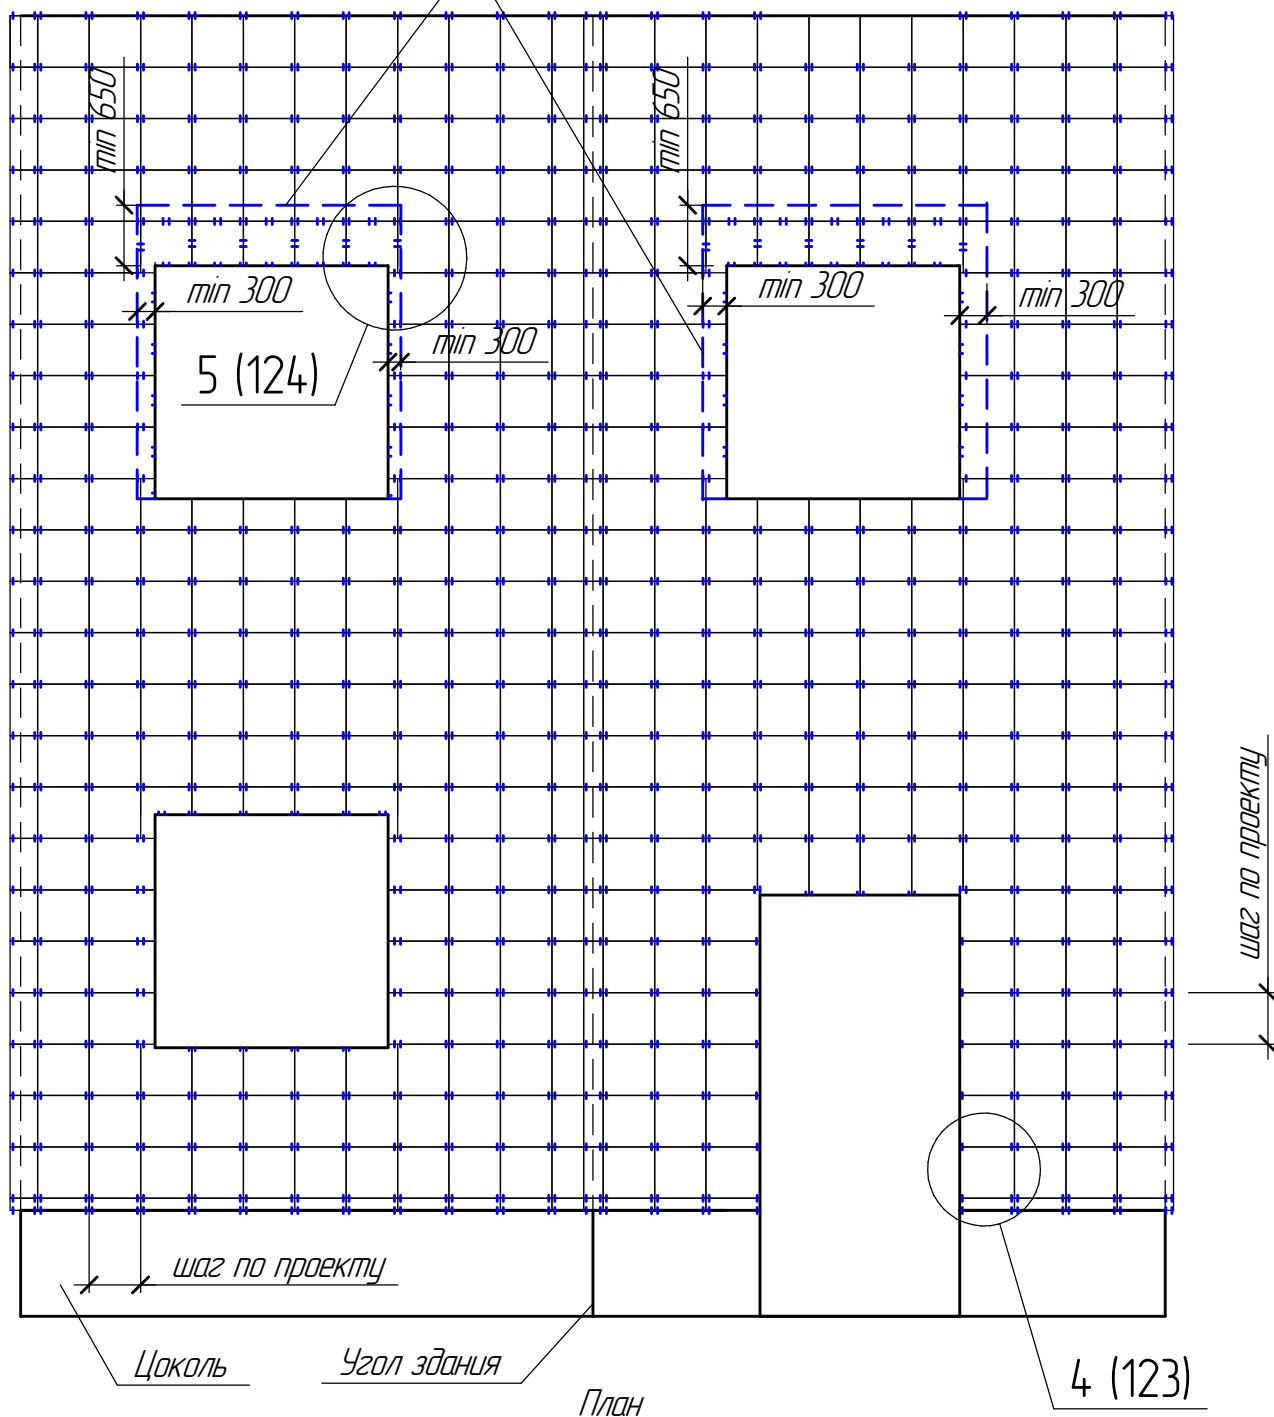 min 650
min 650
min 300
min 300
min 300
min 300
5 (124)
шаг по проекту
шаг по проекту
Цоколь
Угол здания
4 (123)
План